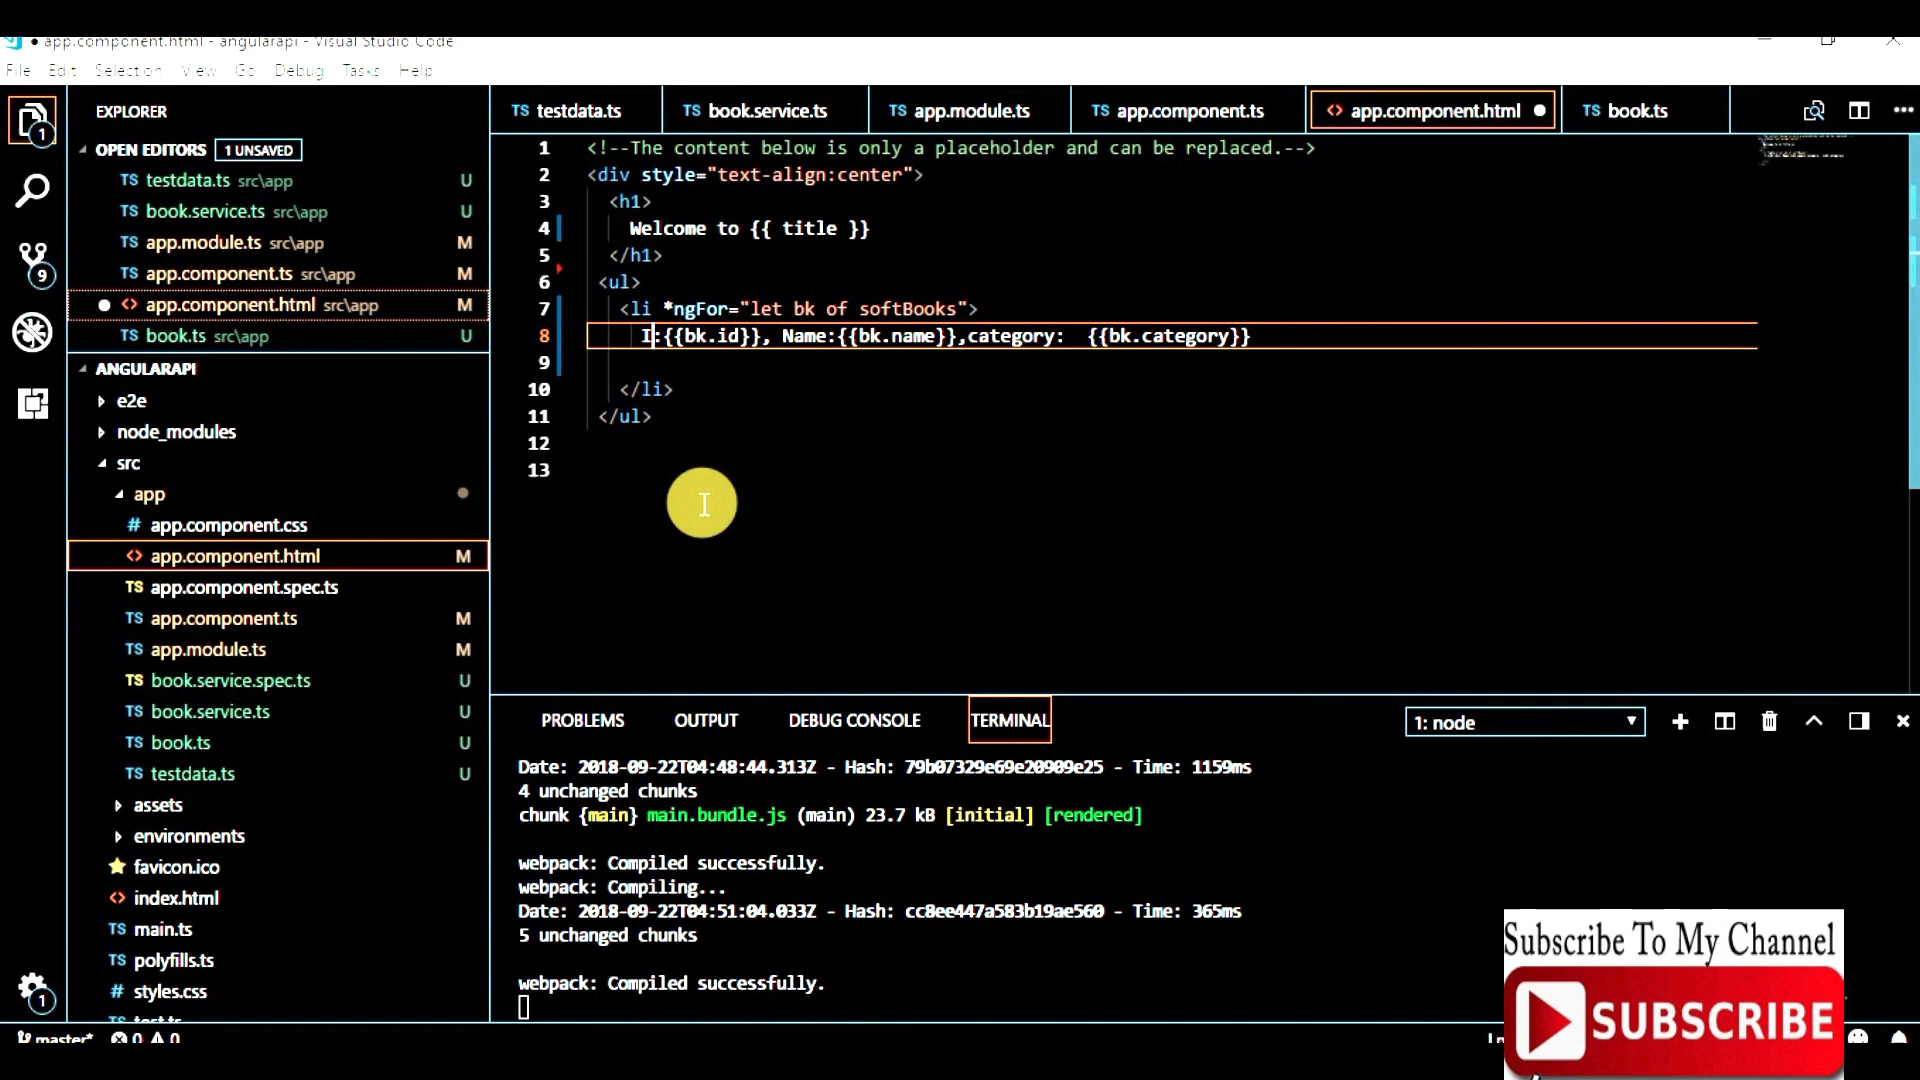 app.component.html - angularapi - Visual Studio Code
File Edit Selection View Go Debug Tasks Help
EXPLORER
OPEN EDITORS 1 UNSAVED
TS testdata.ts src\app U
TS book.service.ts src\app U
TS app.module.ts src\app M
TS app.component.ts src\app M
<> app.component.html src\app M
TS book.ts src\app U
ANGULARAPI
e2e
node_modules
src
app
# app.component.css
<> app.component.html M
TS app.component.spec.ts
TS app.component.ts M
TS app.module.ts M
TS book.service.spec.ts U
TS book.service.ts U
TS book.ts U
TS testdata.ts U
assets
environments
favicon.ico
<> index.html
TS main.ts
TS polyfills.ts
# styles.css
TS test.ts
1
9
1
TS testdata.ts TS book.service.ts TS app.module.ts TS app.component.ts <> app.component.html TS book.ts
1 <!--The content below is only a placeholder and can be replaced.-->
2 <div style="text-align:center">
3 <h1>
4 Welcome to {{ title }}
5 </h1>
6 <ul>
7 <li *ngFor="let bk of softBooks">
8 I:{{bk.id}}, Name:{{bk.name}},category: {{bk.category}}
9
10 </li>
11 </ul>
12
13
PROBLEMS OUTPUT DEBUG CONSOLE TERMINAL 1: node
Date: 2018-09-22T04:48:44.313Z - Hash: 79b07329e69e20909e25 - Time: 1159ms
4 unchanged chunks
chunk {main} main.bundle.js (main) 23.7 kB [initial] [rendered]
webpack: Compiled successfully.
webpack: Compiling...
Date: 2018-09-22T04:51:04.033Z - Hash: cc8ee447a583b19ae560 - Time: 365ms
5 unchanged chunks
webpack: Compiled successfully.
master* 0 0
Subscribe To My Channel
SUBSCRIBE